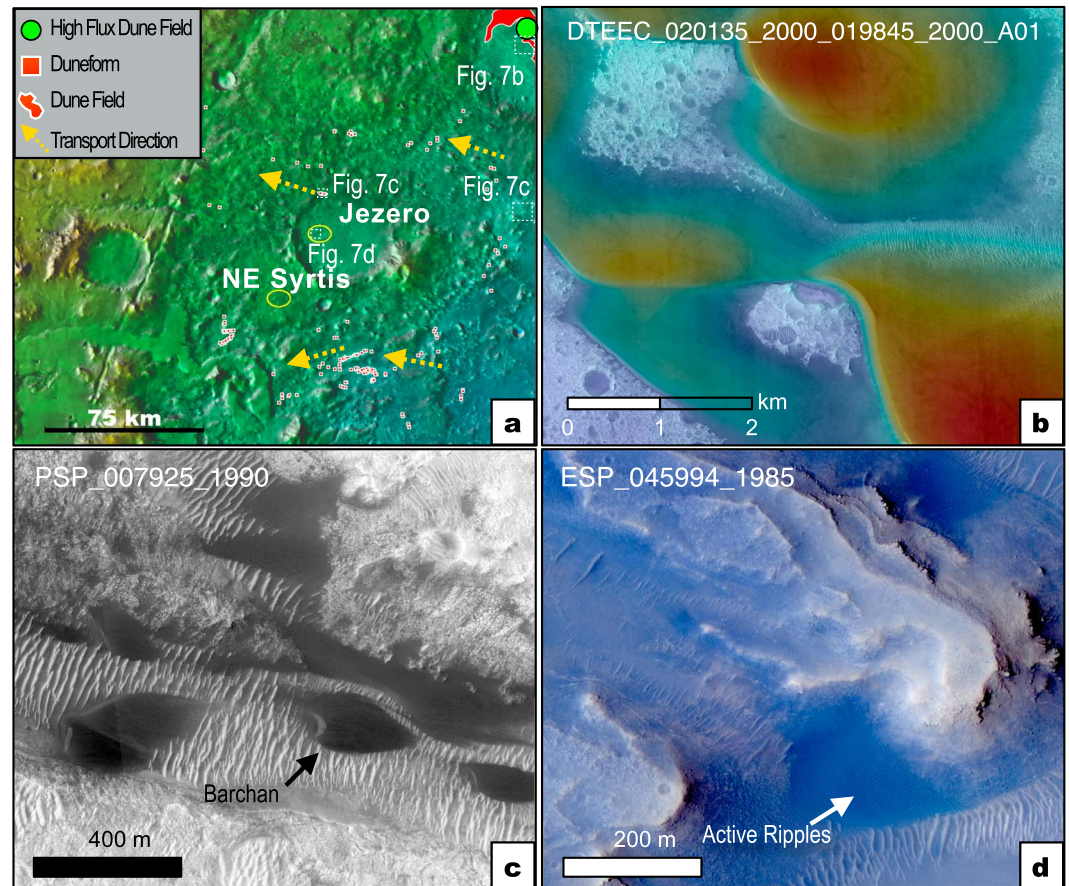 High Flux Dune Field
Duneform
Dune Field
Transport Direction
Fig. 7b
Fig. 7c
Fig. 7c
Jezero
Fig. 7d
NE Syrtis
75 km
a
DTEEC_020135_2000_019845_2000_A01
km
0 1 2
b
PSP_007925_1990
Barchan
400 m
c
ESP_045994_1985
Active Ripples
200 m
d